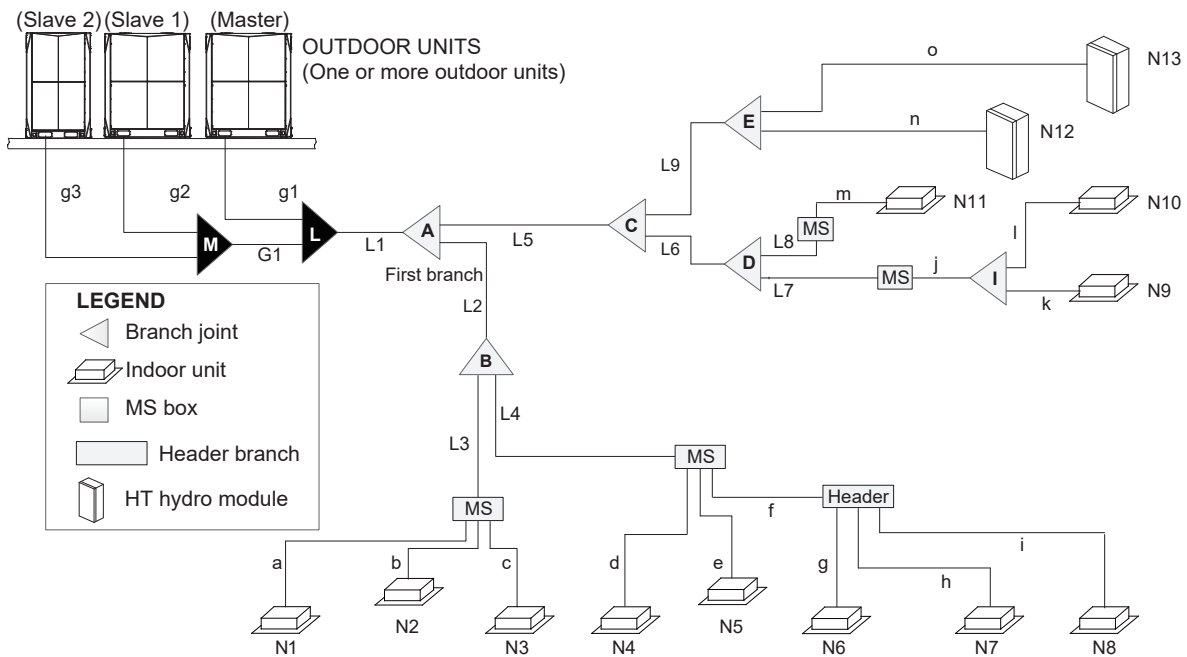 (Slave 2) (Slave 1) (Master)
OUTDOOR UNITS
(One or more outdoor units)
o
N13
E
n
N12
L9
g3
g2
g1
m
N11
N10
M
L
A
C
L8
MS
l
G1
L1
L5
L6
D
First branch
L7
MS
j
I
k
N9
L2
LEGEND
Branch joint
Indoor unit
MS box
Header branch
HT hydro module
B
L4
L3
MS
MS
f
Header
a
b
c
d
e
g
h
i
N1
N2
N3
N4
N5
N6
N7
N8